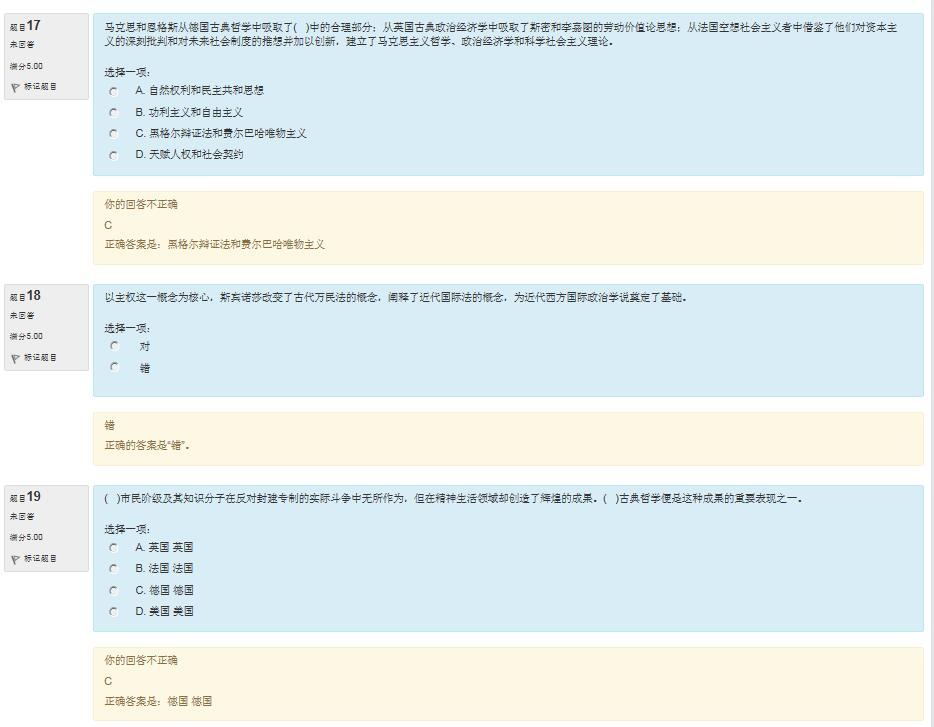 题目17
未回答
满分5.00
标记题目
马克思和恩格斯从德国古典哲学中吸取了( )中的合理部分；从英国古典政治经济学中吸取了斯密和李嘉图的劳动价值论思想；从法国空想社会主义者中借鉴了他们对资本主
义的深刻批判和对未来社会制度的推想并加以创新，建立了马克思主义哲学、政治经济学和科学社会主义理论。
选择一项：
A. 自然权利和民主共和思想
B. 功利主义和自由主义
C. 黑格尔辩证法和费尔巴哈唯物主义
D. 天赋人权和社会契约
你的回答不正确
C
正确答案是：黑格尔辩证法和费尔巴哈唯物主义
题目18
未回答
满分5.00
标记题目
以主权这一概念为核心，斯宾诺莎改变了古代万民法的概念，阐释了近代国际法的概念，为近代西方国际政治学说奠定了基础。
选择一项：
对
错
错
正确的答案是“错”。
题目19
未回答
满分5.00
标记题目
( )市民阶级及其知识分子在反对封建专制的实际斗争中无所作为，但在精神生活领域却创造了辉煌的成果。( )古典哲学便是这种成果的重要表现之一。
选择一项：
A. 英国 英国
B. 法国 法国
C. 德国 德国
D. 美国 美国
你的回答不正确
C
正确答案是：德国 德国